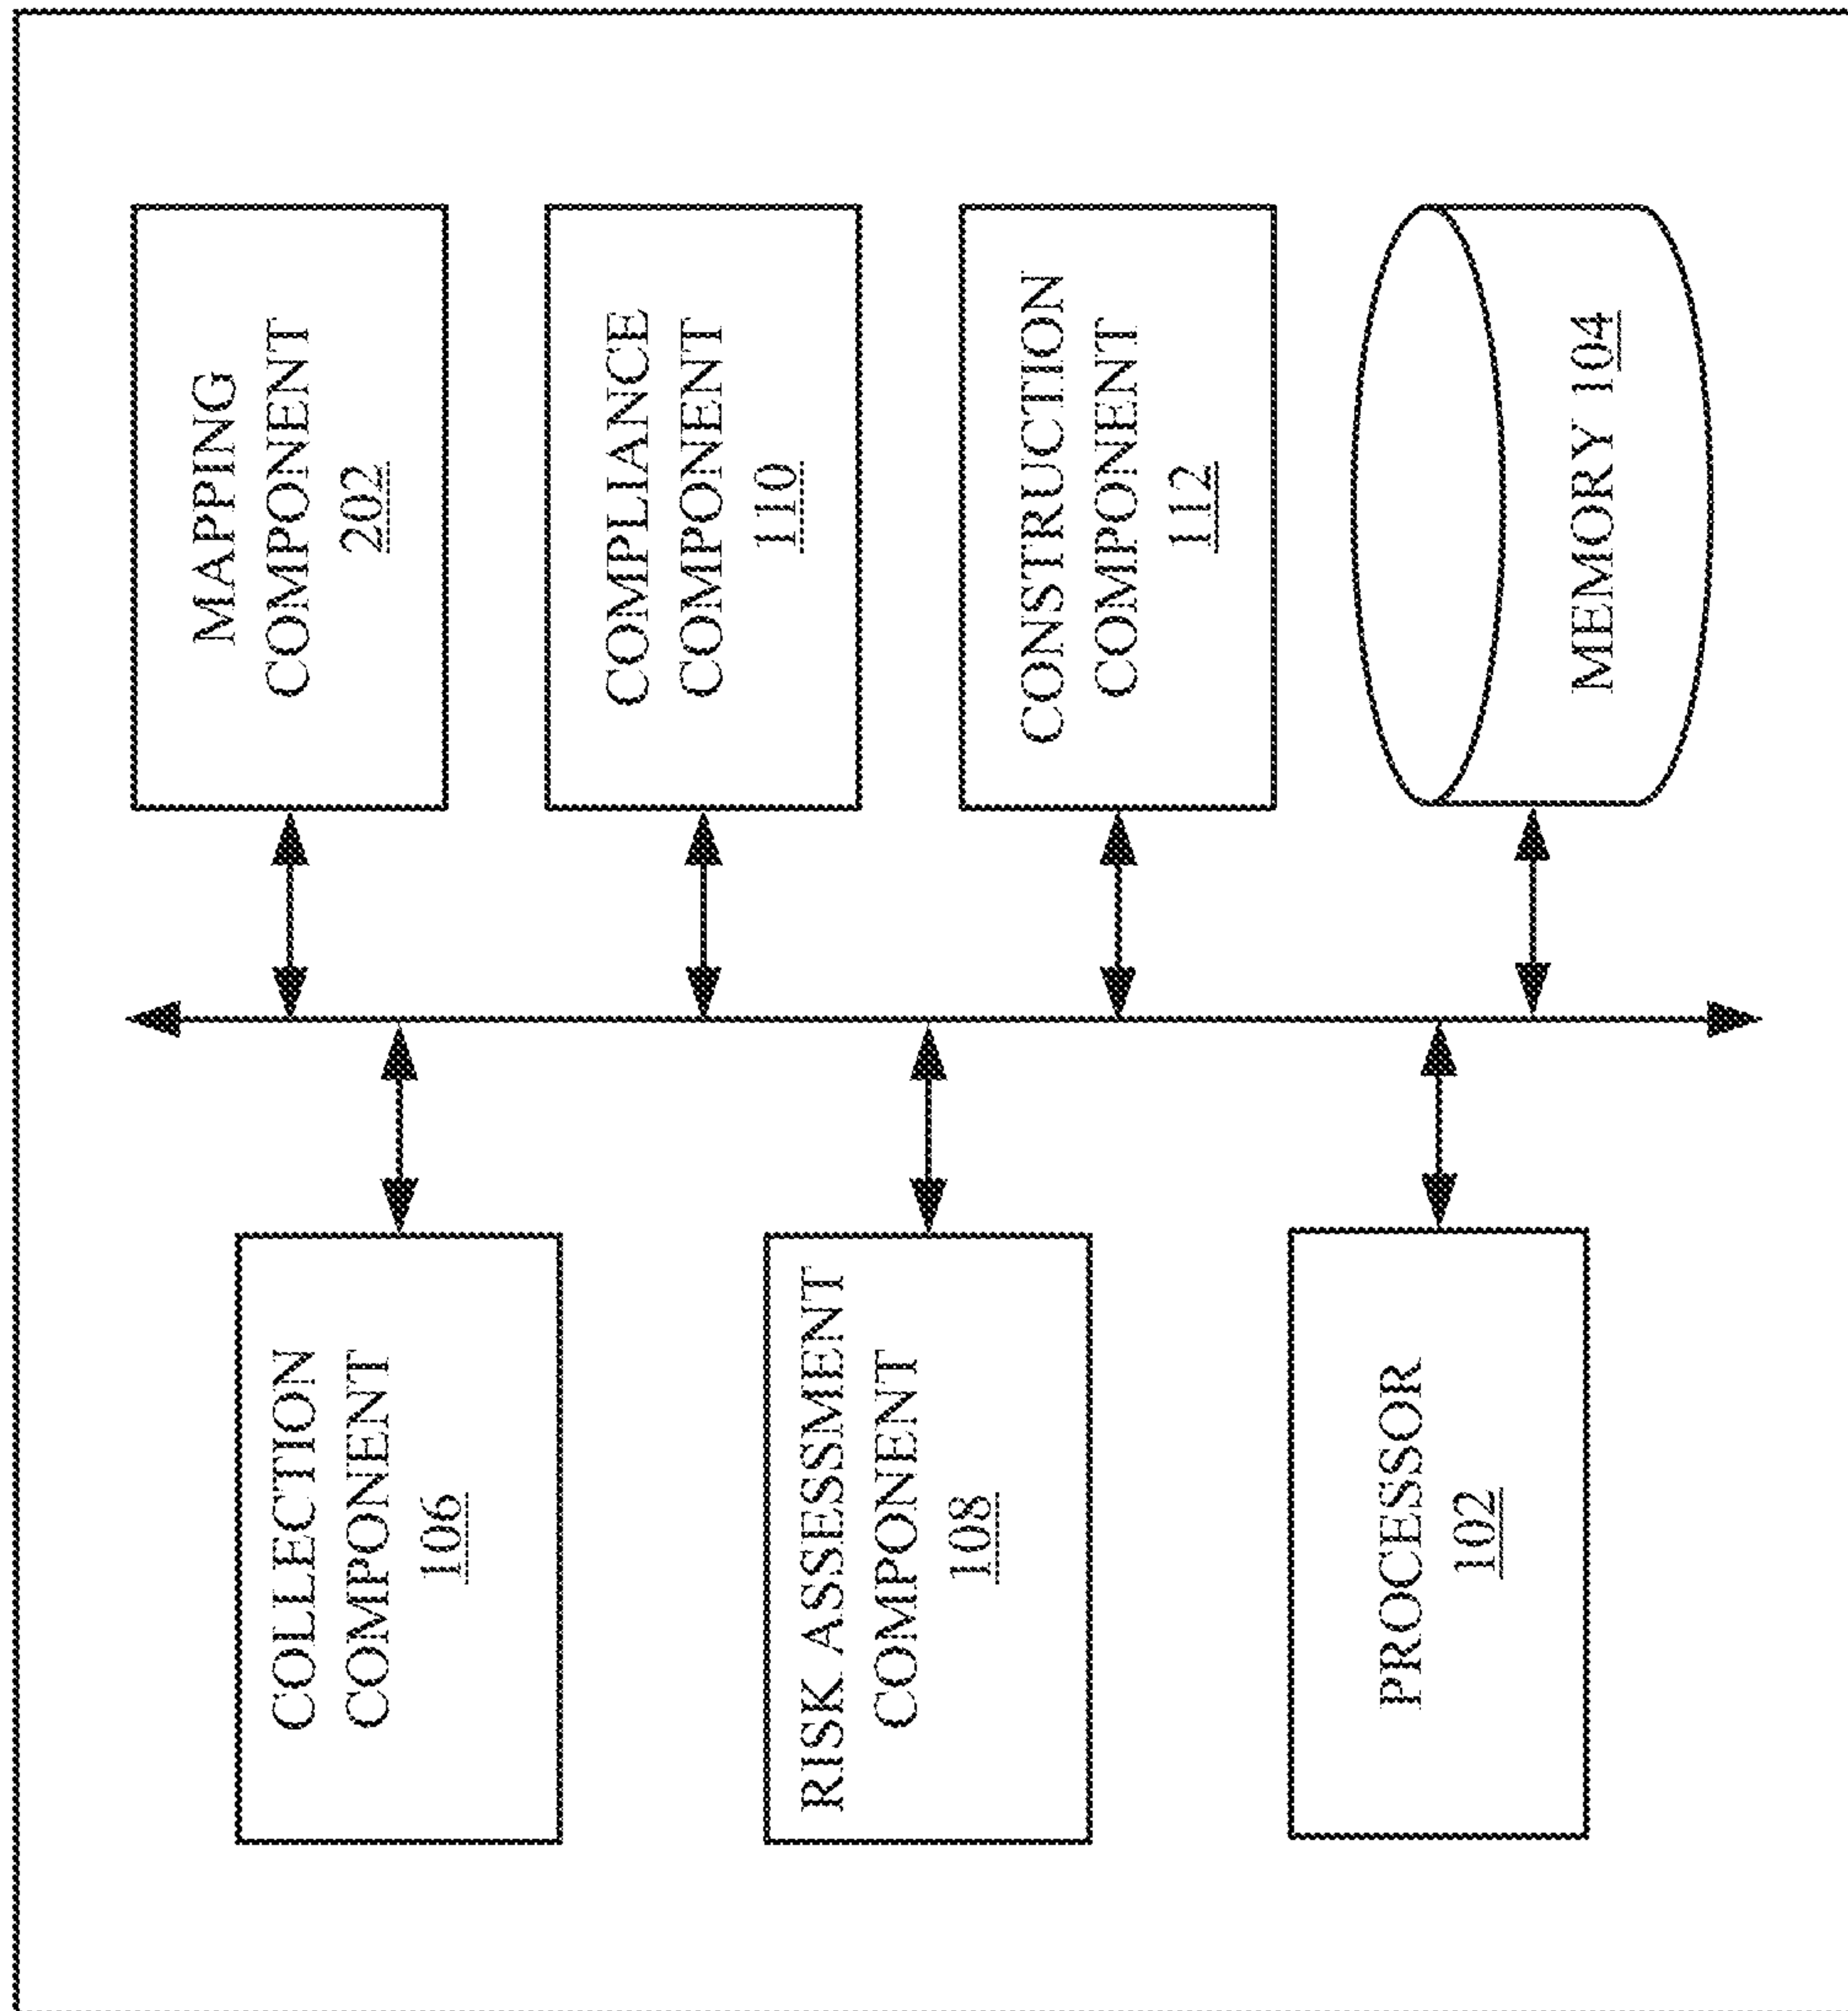 COLLECTION
COMPONENT
106
MAPPING
COMPONENT
202
RISK ASSESSMENT
COMPONENT
108
COMPLIANCE
COMPONENT
110
PROCESSOR
102
CONSTRUCTION
COMPONENT
112
MEMORY 104